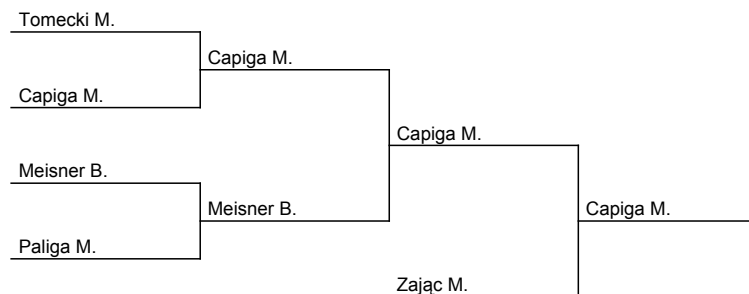 Tomecki M.
Capiga M.
Capiga M.
Capiga M.
Meisner B.
Capiga M.
Meisner B.
Paliga M.
Zając M.